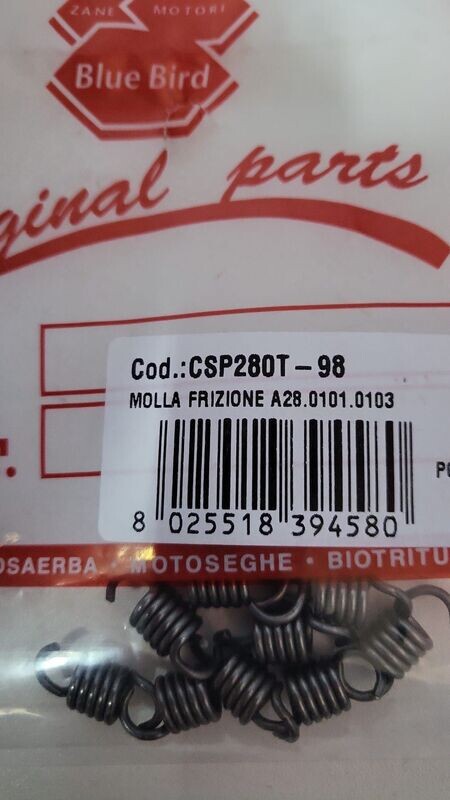 ZANE MOTORI
Blue Bird
ginal parts
Cod.:CSP280T-98
MOLLA FRIZIONE A28.0101.0103
8 025518 394580
OSAERBA • MOTOSEGHE • BIOTRITU